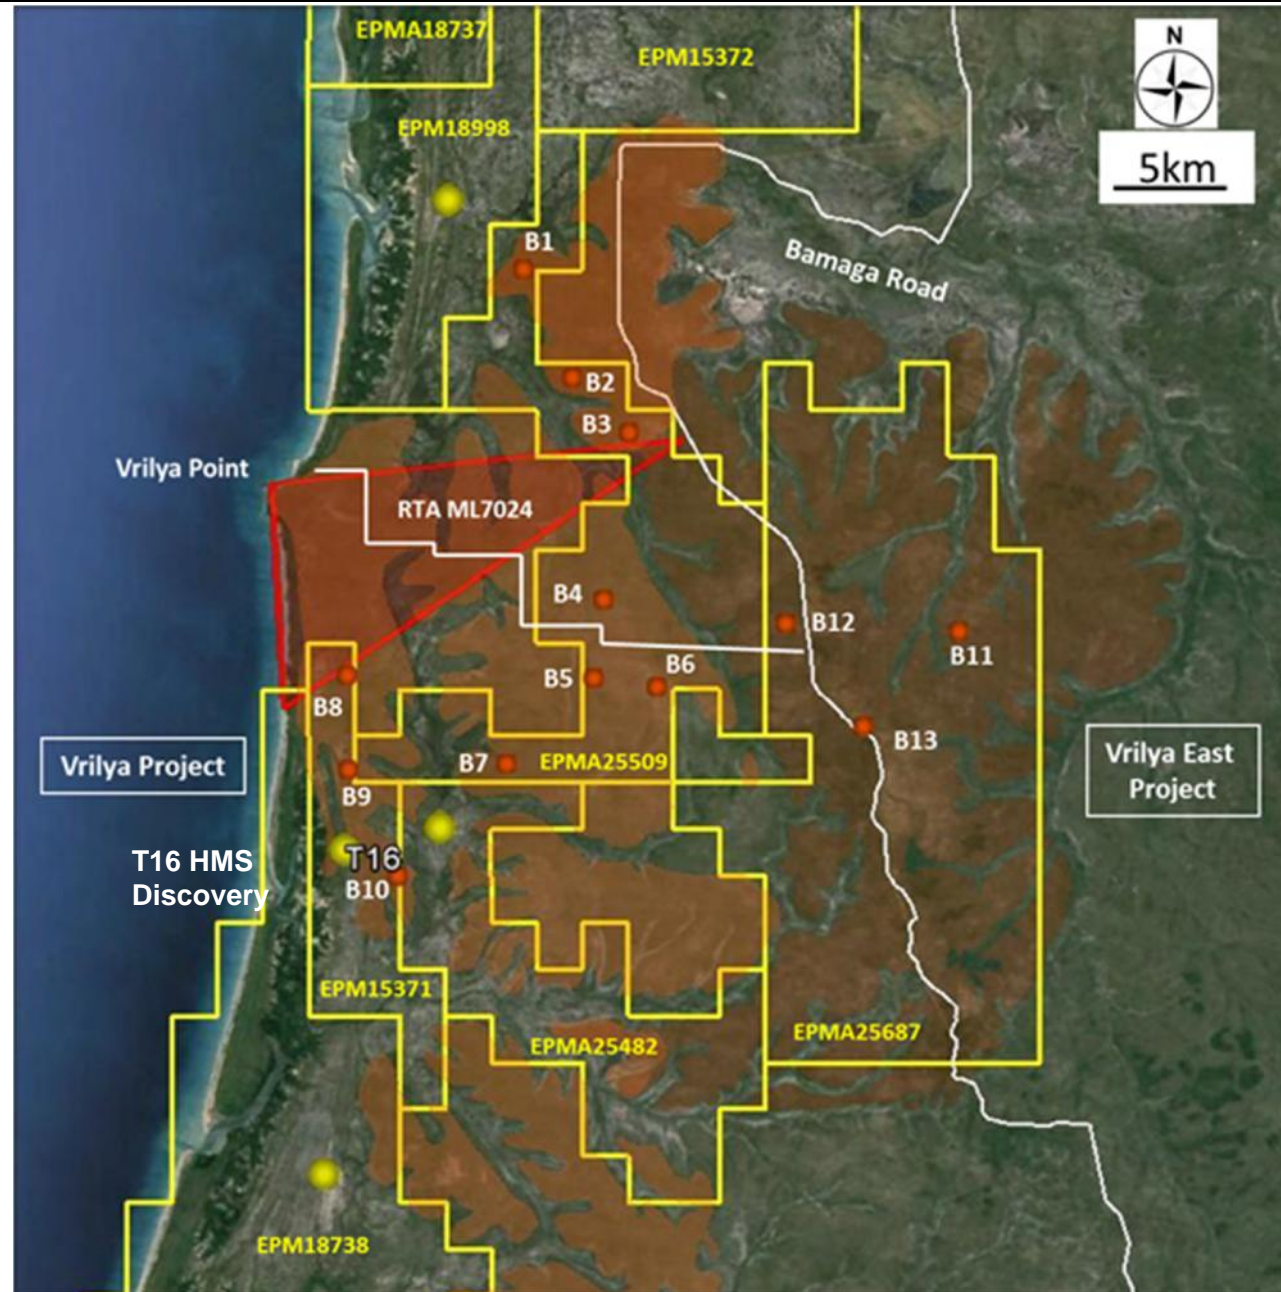 EPMA18737
EPM15372
N
EPM18998
5km
B1
Bamaga Road
B2
B3
Vrilya Point
RTA ML7024
B4
B12
B11
B5
B6
B8
B13
Vrilya Project
B7
EPMA25509
Vrilya East
Project
B9
T16 HMS
Discovery
T16
B10
EPM15371
EPMA25482
EPMA25687
EPM18738